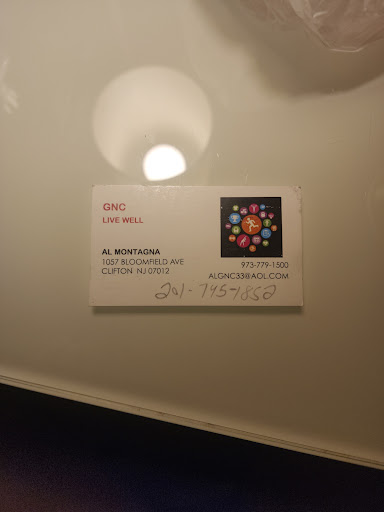 GNC
LIVE WELL
AL MONTAGNA
1057 BLOOMFIELD AVE
CLIFTON NJ 07012
973-779-1500
ALGNC33@AOL.COM
201-745-1852